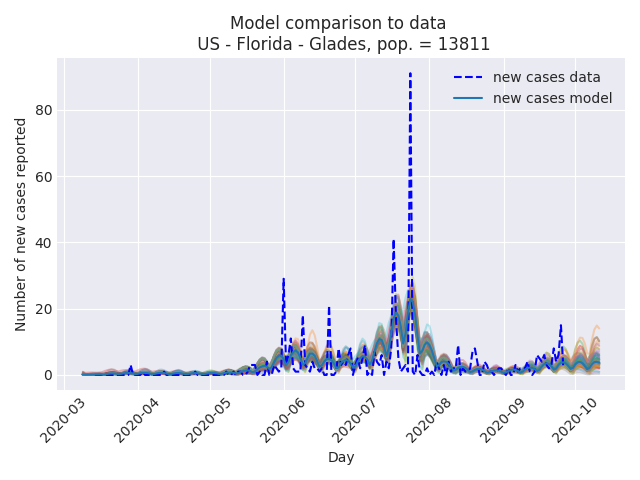 Model comparison to data
US - Florida - Glades, pop. = 13811
new cases data
new cases model
Number of new cases reported
80
60
40
20
0
2020-03
2020-04
2020-05
2020-06
2020-07
2020-08
2020-09
2020-10
Day